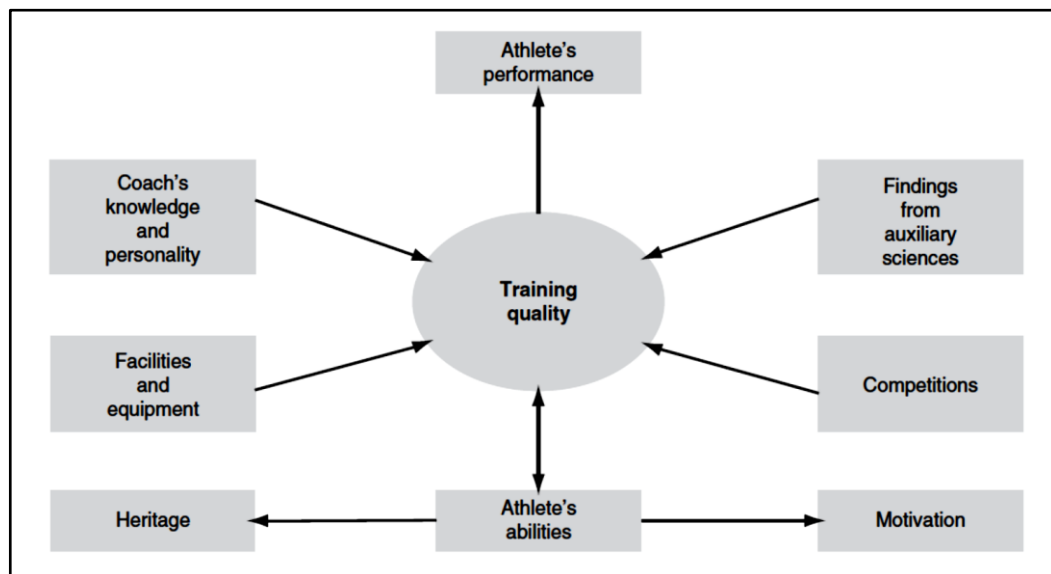 Athlete's
performance
Coach's
knowledge
and
personality
Findings
from
auxiliary
sciences
Training
quality
Facilities
and
equipment
Competitions
Heritage
Athlete's
abilities
Motivation